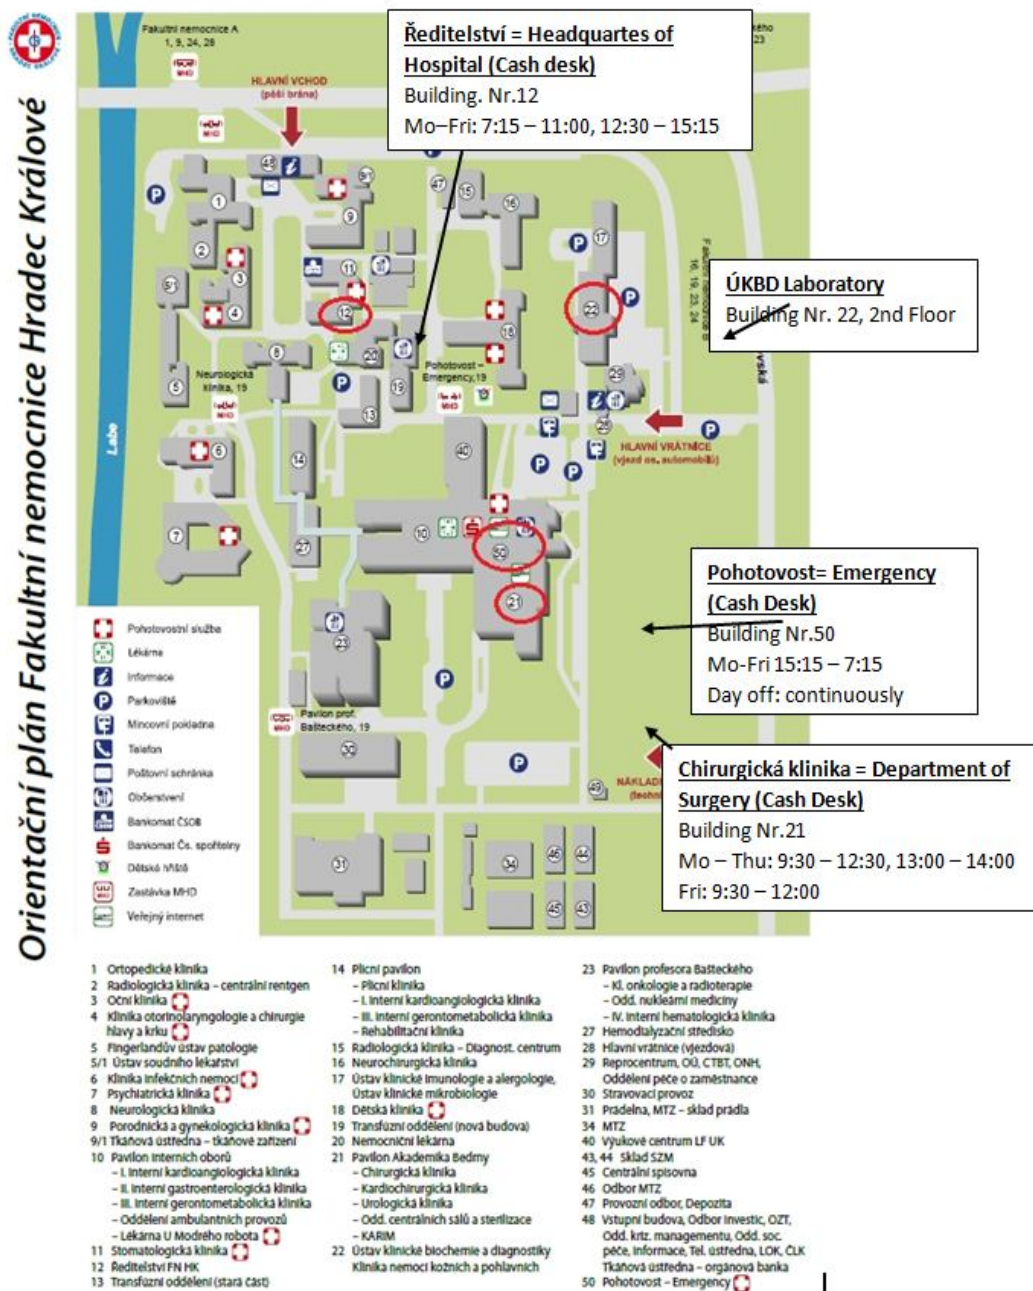 Orientační plán Fakultní nemocnice Hradec Králové
Fakultní nemocnice A
1, 9, 24, 28
HLAVNÍ VCHOD
(pěší brána)
Ředitelství = Headquartes of
Hospital (Cash desk)
Building. Nr.12
Mo–Fri: 7:15 – 11:00, 12:30 – 15:15
ÚKBD Laboratory
Building Nr. 22, 2nd Floor
Fakultní nemocnice B
16, 19, 23, 24
Neurologická
klinika, 19
Pohotovost –
Emergency,19
Labe
HLAVNÍ VRÁTNICE
(vjezd os. automobilů)
Pohotovost= Emergency
(Cash Desk)
Building Nr.50
Mo-Fri 15:15 – 7:15
Day off: continuously
Pavilon prof.
Bašteckého, 19
Chirurgická klinika = Department of
Surgery (Cash Desk)
Building Nr.21
Mo – Thu: 9:30 – 12:30, 13:00 – 14:00
Fri: 9:30 – 12:00
Pohotovostní služba
Lékárna
Informace
Parkoviště
Mincovní pokladna
Telefon
Poštovní schránka
Občerstvení
Bankomat ČSOB
Bankomat Čs. spořitelny
Dětské hřiště
Zastávka MHD
Veřejný internet
1 Ortopedické klinika
2 Radiologická klinika – centrální rentgen
3 Oční klinika
4 Klinika otorinolaryngologie a chirurgie
hlavy a krku
5 Fingerlandův ústav patologie
5/1 Ústav soudního lékařství
6 Klinika infekčních nemocí
7 Psychiatrická klinika
8 Neurologická klinika
9 Porodnická a gynekologická klinika
9/1 Tkáňová ústředna – tkáňové zařízení
10 Pavilon interních oborů
– I. interní kardioangiologická klinika
– II. interní gastroenterologická klinika
– III. interní gerontometabolická klinika
– Oddělení ambulantních provozů
– Lékárna U Modrého robota
11 Stomatologická klinika
12 Ředitelství FN HK
13 Transfúzní oddělení (stará část)
14 Plicní pavilon
– Plicní klinika
– I. interní kardioangiologická klinika
– III. interní gerontometabolická klinika
– Rehabilitační klinika
15 Radiologická klinika – Diagnost. centrum
16 Neurochirurgická klinika
17 Ústav klinické imunologie a alergologie,
Ústav klinické mikrobiologie
18 Dětská klinika
19 Transfúzní oddělení (nová budova)
20 Nemocniční lékárna
21 Pavilon Akademika Bedrny
– Chirurgická klinika
– Kardiochirurgická klinika
– Urologická klinika
– Odd. centrálních sálů a sterilizace
– KARIM
22 Ústav klinické biochemie a diagnostiky
Klinika nemocí kožních a pohlavních
23 Pavilon profesora Bašteckého
– Kl. onkologie a radioterapie
– Odd. nukleární medicíny
– IV. interní hematologická klinika
27 Hemodialyzační středisko
28 Hlavní vrátnice (vjezdová)
29 Reprocentrum, OÚ, CTBT, ONH,
Oddělení péče o zaměstnance
30 Stravovací provoz
31 Prádelna, MTZ – sklad prádla
34 MTZ
40 Výukové centrum LF UK
43, 44 Sklad SZM
45 Centrální spisovna
46 Odbor MTZ
47 Provozní odbor, Depozita
48 Vstupní budova, Odbor investic, OZT,
Odd. kriz. managementu, Odd. soc.
péče, Informace, Tel. ústředna, LOK, ČLK
Tkáňová ústředna – orgánová banka
50 Pohotovost – Emergency